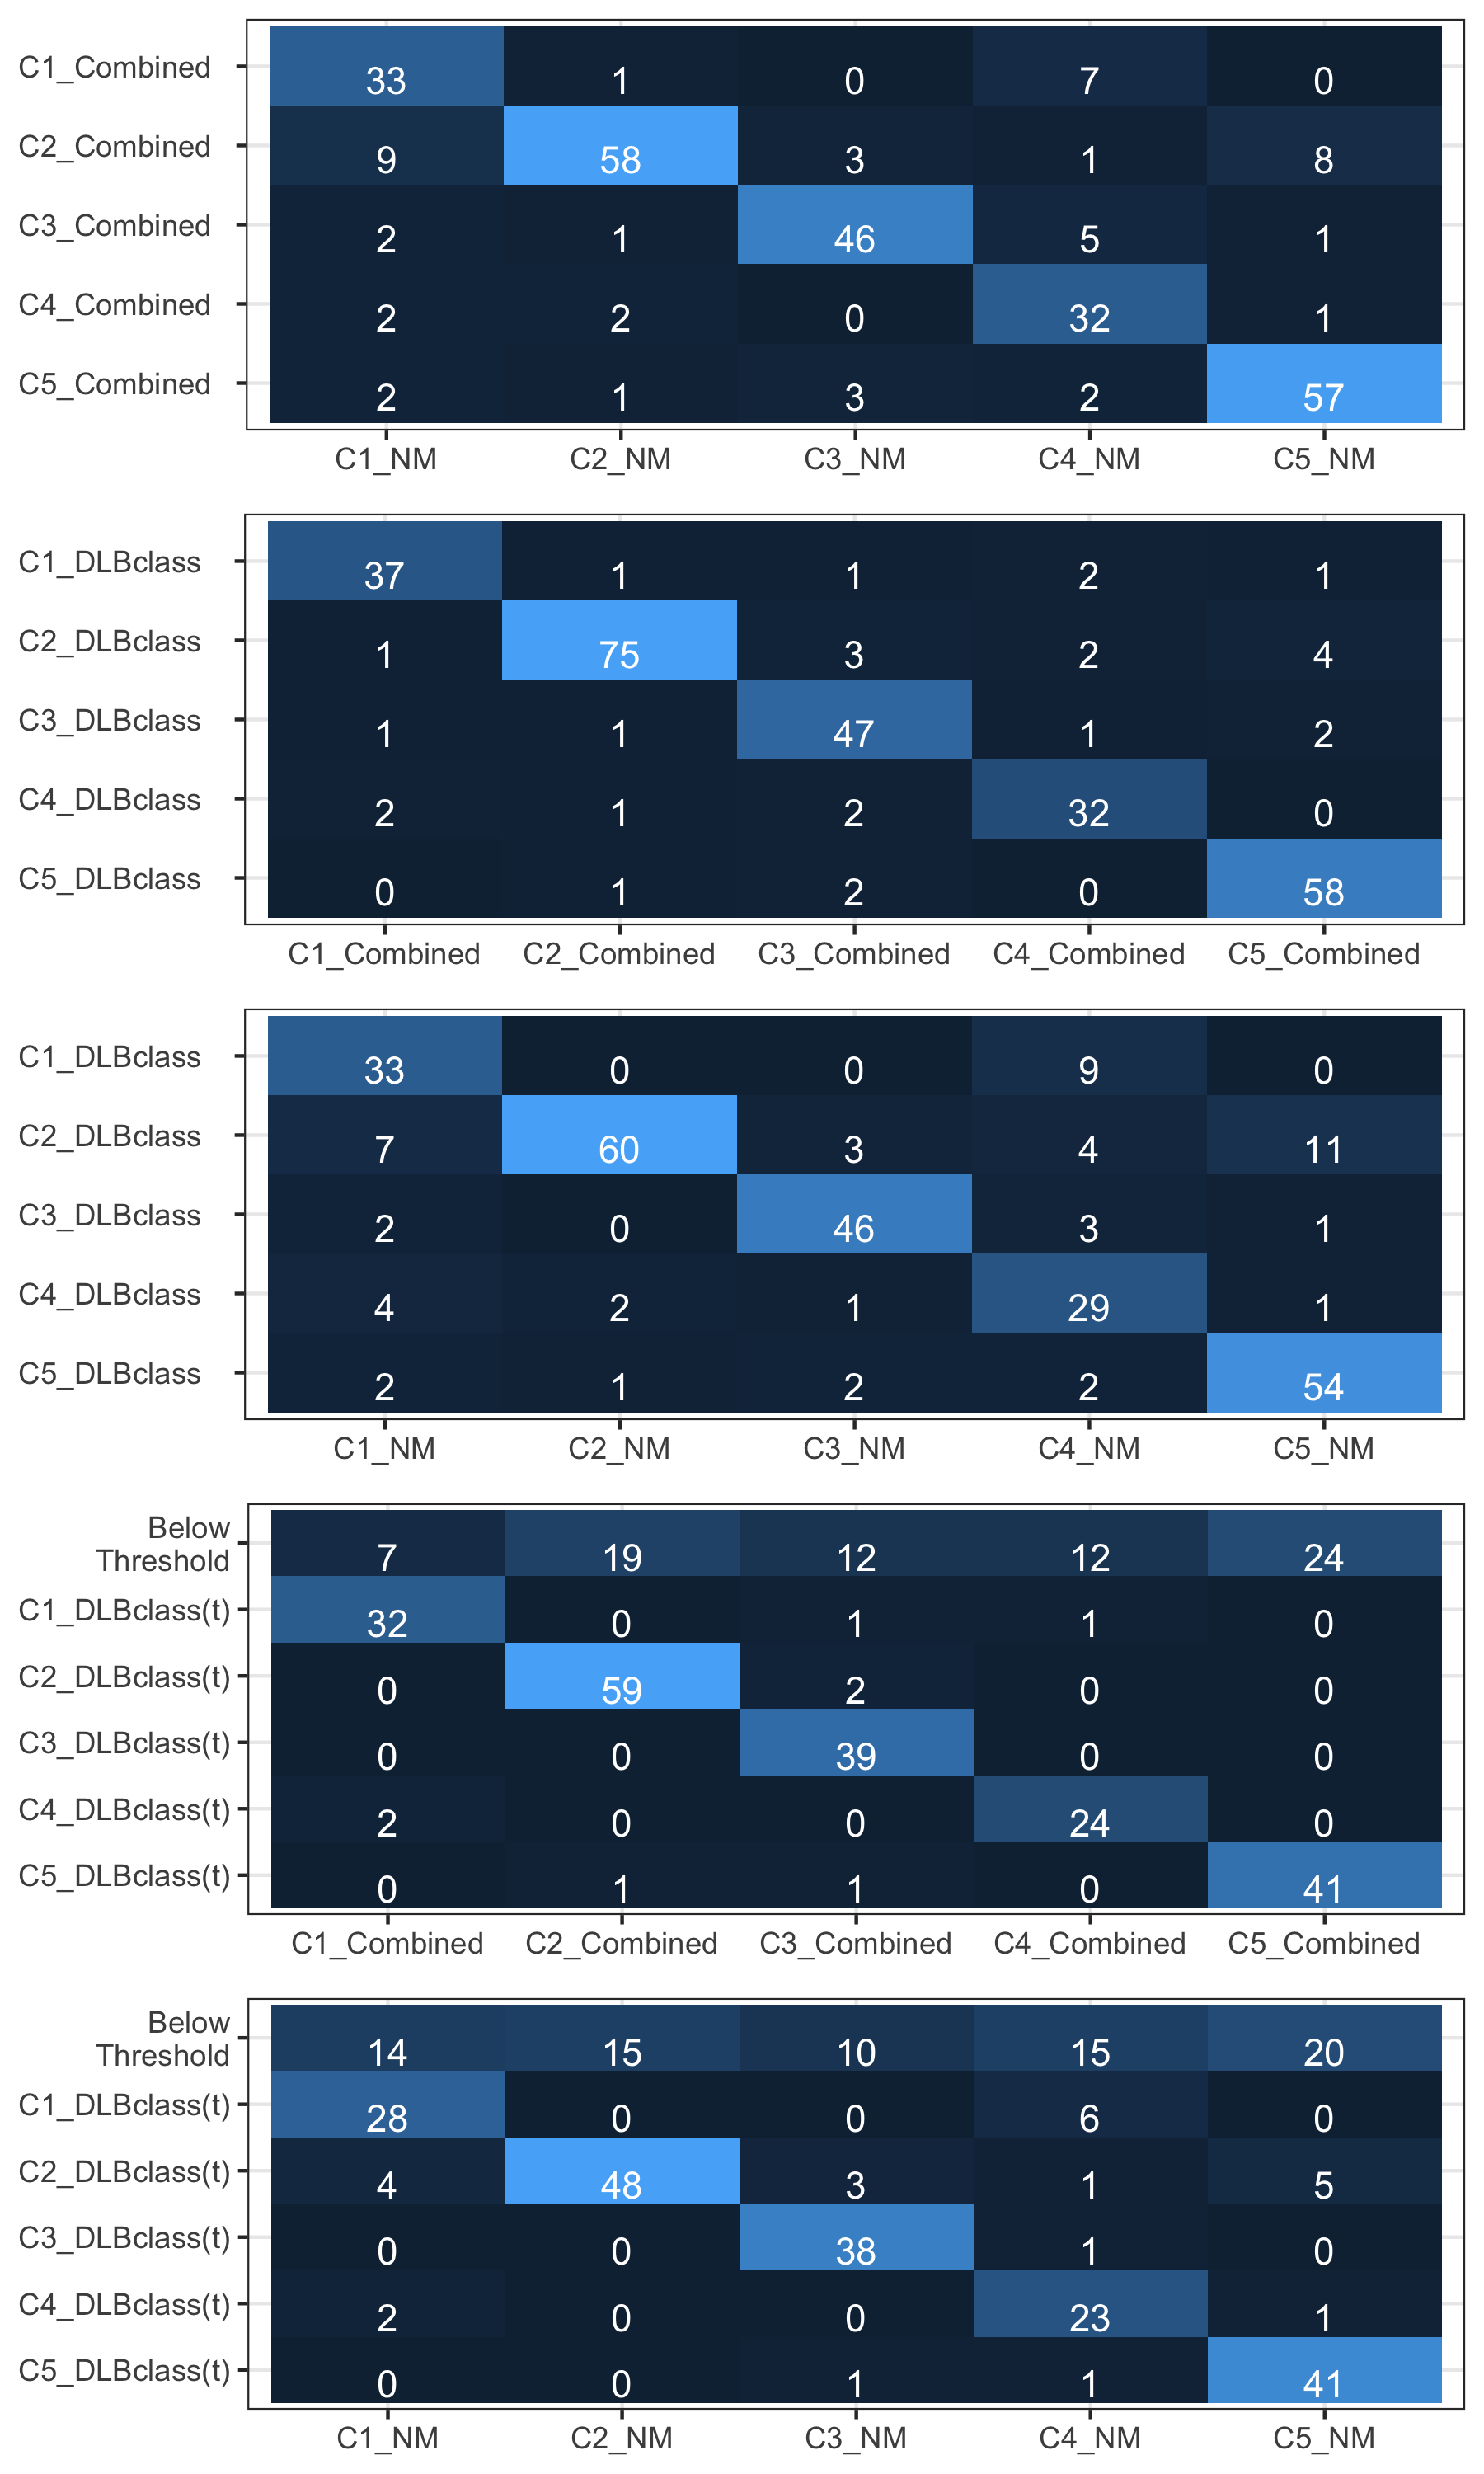 C1_Combined 33 1 0 7 0
C2_Combined 9 58 3 1 8
C3_Combined 2 1 46 5 1
C4_Combined 2 2 0 32 1
C5_Combined 2 1 3 2 57
C1_NM C2_NM C3_NM C4_NM C5_NM
C1_DLBclass 37 1 1 2 1
C2_DLBclass 1 75 3 2 4
C3_DLBclass 1 1 47 1 2
C4_DLBclass 2 1 2 32 0
C5_DLBclass 0 1 2 0 58
C1_Combined C2_Combined C3_Combined C4_Combined C5_Combined
C1_DLBclass 33 0 0 9 0
C2_DLBclass 7 60 3 4 11
C3_DLBclass 2 0 46 3 1
C4_DLBclass 4 2 1 29 1
C5_DLBclass 2 1 2 2 54
C1_NM C2_NM C3_NM C4_NM C5_NM
Below
Threshold 7 19 12 12 24
C1_DLBclass(t) 32 0 1 1 0
C2_DLBclass(t) 0 59 2 0 0
C3_DLBclass(t) 0 0 39 0 0
C4_DLBclass(t) 2 0 0 24 0
C5_DLBclass(t) 0 1 1 0 41
C1_Combined C2_Combined C3_Combined C4_Combined C5_Combined
Below
Threshold 14 15 10 15 20
C1_DLBclass(t) 28 0 0 6 0
C2_DLBclass(t) 4 48 3 1 5
C3_DLBclass(t) 0 0 38 1 0
C4_DLBclass(t) 2 0 0 23 1
C5_DLBclass(t) 0 0 1 1 41
C1_NM C2_NM C3_NM C4_NM C5_NM